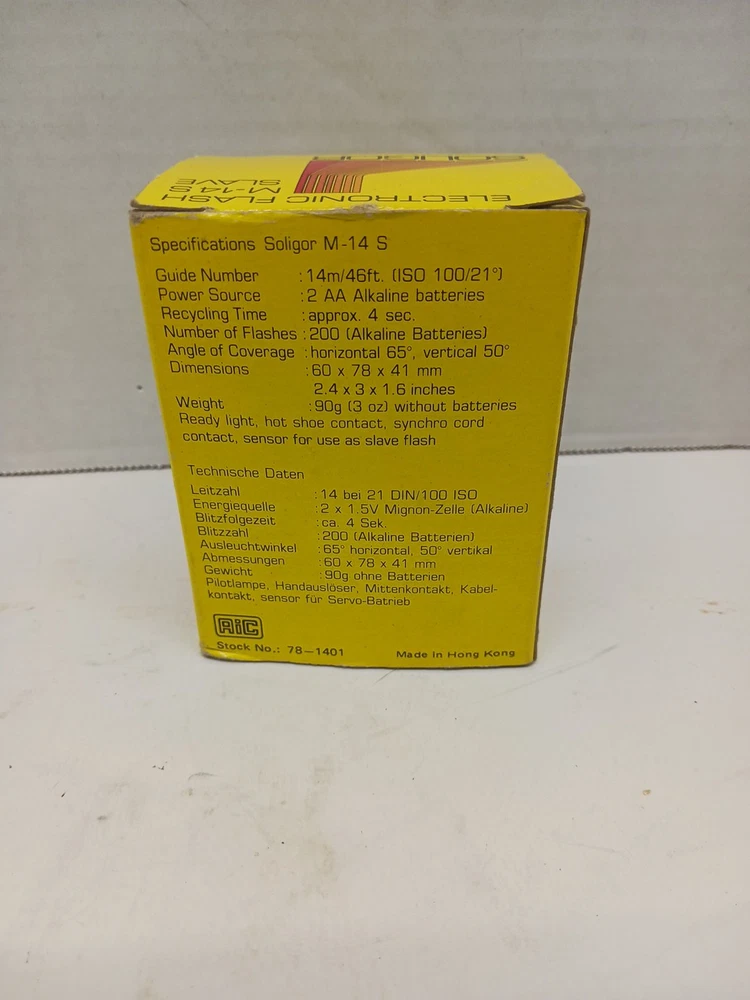 SOLIGOR
ELECTRONIC FLASH
M-14 S
SLAVE
Specifications Soligor M-14 S
Guide Number : 14m/46ft. (ISO 100/21°)
Power Source : 2 AA Alkaline batteries
Recycling Time : approx. 4 sec.
Number of Flashes : 200 (Alkaline Batteries)
Angle of Coverage : horizontal 65°, vertical 50°
Dimensions : 60 x 78 x 41 mm
2.4 x 3 x 1.6 inches
Weight : 90g (3 oz) without batteries
Ready light, hot shoe contact, synchro cord
contact, sensor for use as slave flash
Technische Daten
Leitzahl : 14 bei 21 DIN/100 ISO
Energiequelle : 2 x 1.5V Mignon-Zelle (Alkaline)
Blitzfolgezeit : ca. 4 Sek.
Blitzzahl : 200 (Alkaline Batterien)
Ausleuchtwinkel : 65° horizontal, 50° vertikal
Abmessungen : 60 x 78 x 41 mm
Gewicht : 90g ohne Batterien
Pilotlampe, Handauslöser, Mittenkontakt, Kabel-
kontakt, sensor für Servo-Batrieb
AIC
Stock No.: 78-1401 Made in Hong Kong